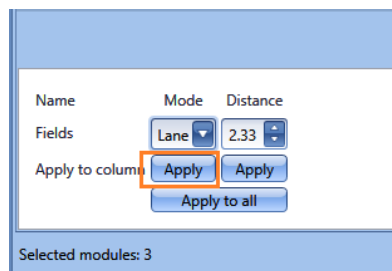 Name Mode Distance
Fields Lane 2.33
Apply to column Apply Apply
Apply to all
Selected modules: 3